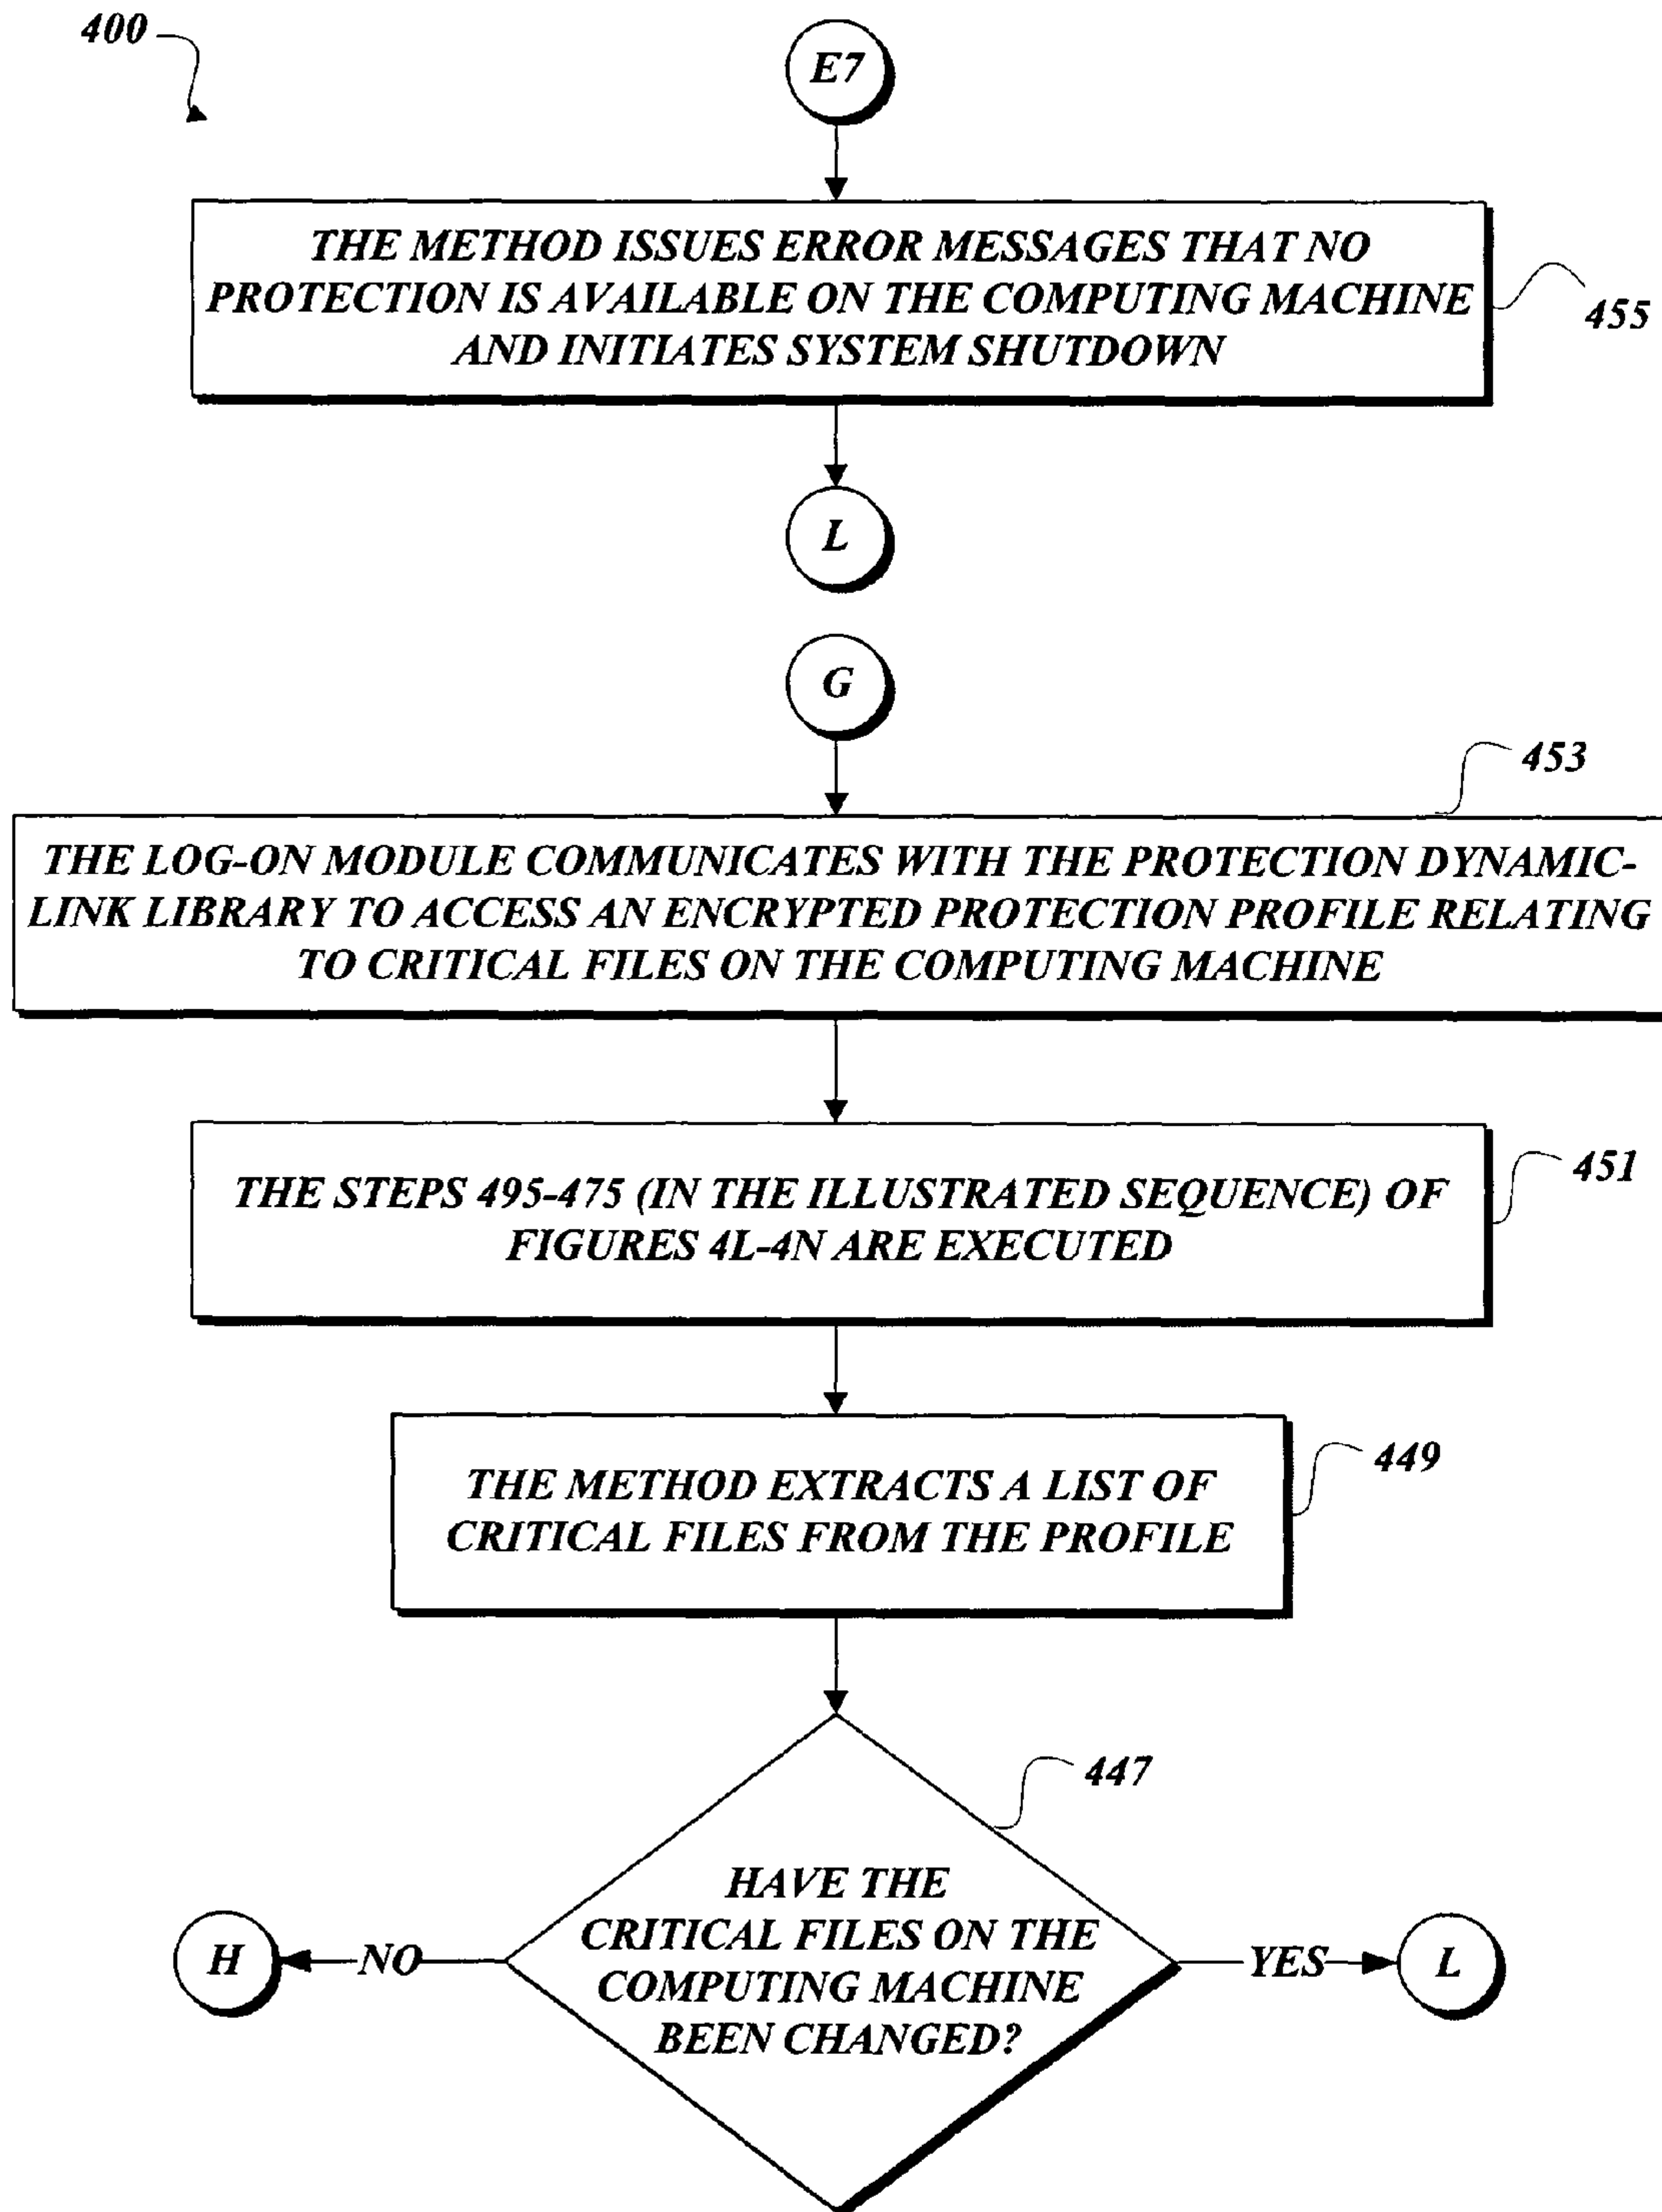 400
E7
THE METHOD ISSUES ERROR MESSAGES THAT NO
PROTECTION IS AVAILABLE ON THE COMPUTING MACHINE
AND INITIATES SYSTEM SHUTDOWN
455
L
G
453
THE LOG-ON MODULE COMMUNICATES WITH THE PROTECTION DYNAMIC-
LINK LIBRARY TO ACCESS AN ENCRYPTED PROTECTION PROFILE RELATING
TO CRITICAL FILES ON THE COMPUTING MACHINE
THE STEPS 495-475 (IN THE ILLUSTRATED SEQUENCE) OF
FIGURES 4L-4N ARE EXECUTED
451
THE METHOD EXTRACTS A LIST OF
CRITICAL FILES FROM THE PROFILE
449
447
HAVE THE
CRITICAL FILES ON THE
COMPUTING MACHINE
BEEN CHANGED?
H
NO
YES
L